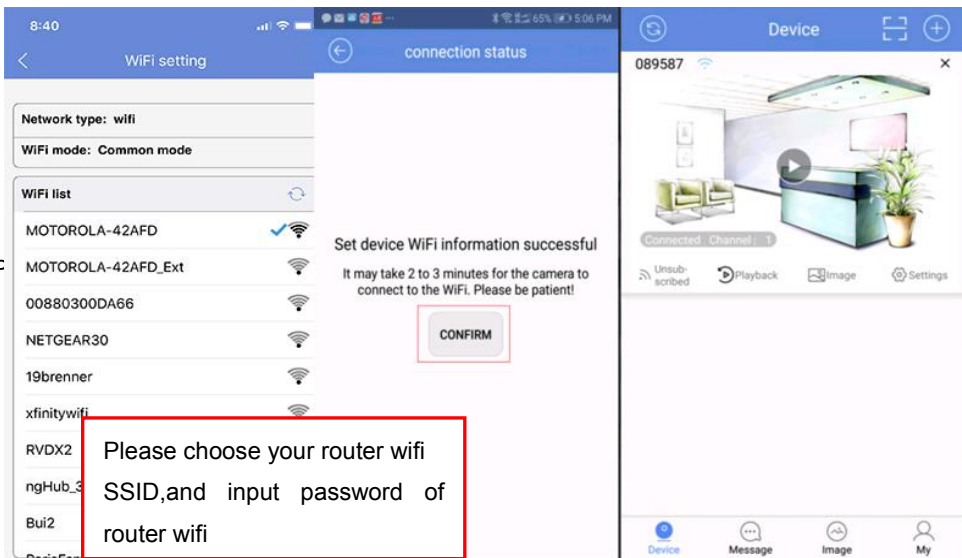 8:40
WiFi setting
Network type: wifi
WiFi mode: Common mode
WiFi list
MOTOROLA-42AFD
MOTOROLA-42AFD_Ext
00880300DA66
NETGEAR30
19brenner
xfinitywifi
RVDX2
ngHub_3
Bui2
Please choose your router wifi
SSID,and input password of
router wifi
65% 5:06 PM
connection status
Set device WiFi information successful
It may take 2 to 3 minutes for the camera to
connect to the WiFi. Please be patient!
CONFIRM
Device
089587
Connected Channel: 1
Unsub-
scribed
Playback
Image
Settings
Device
Message
Image
My